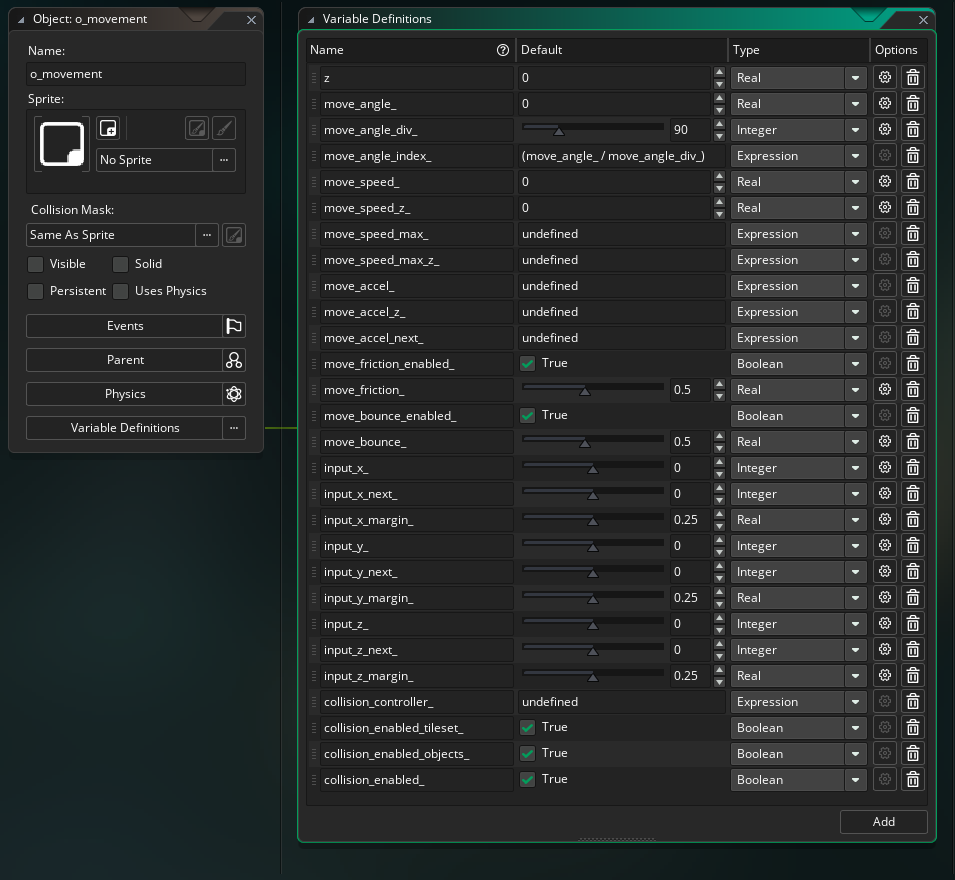 Object: o_movement
Name:
o_movement
Sprite:
No Sprite
Collision Mask:
Same As Sprite
Visible Solid
Persistent Uses Physics
Events
Parent
Physics
Variable Definitions
Variable Definitions
Name Default Type Options
z 0 Real
move_angle_ 0 Real
move_angle_div_ 90 Integer
move_angle_index_ (move_angle_ / move_angle_div_) Expression
move_speed_ 0 Real
move_speed_z_ 0 Real
move_speed_max_ undefined Expression
move_speed_max_z_ undefined Expression
move_accel_ undefined Expression
move_accel_z_ undefined Expression
move_accel_next_ undefined Expression
move_friction_enabled_ True Boolean
move_friction_ 0.5 Real
move_bounce_enabled_ True Boolean
move_bounce_ 0.5 Real
input_x_ 0 Integer
input_x_next_ 0 Integer
input_x_margin_ 0.25 Real
input_y_ 0 Integer
input_y_next_ 0 Integer
input_y_margin_ 0.25 Real
input_z_ 0 Integer
input_z_next_ 0 Integer
input_z_margin_ 0.25 Real
collision_controller_ undefined Expression
collision_enabled_tileset_ True Boolean
collision_enabled_objects_ True Boolean
collision_enabled_ True Boolean
Add